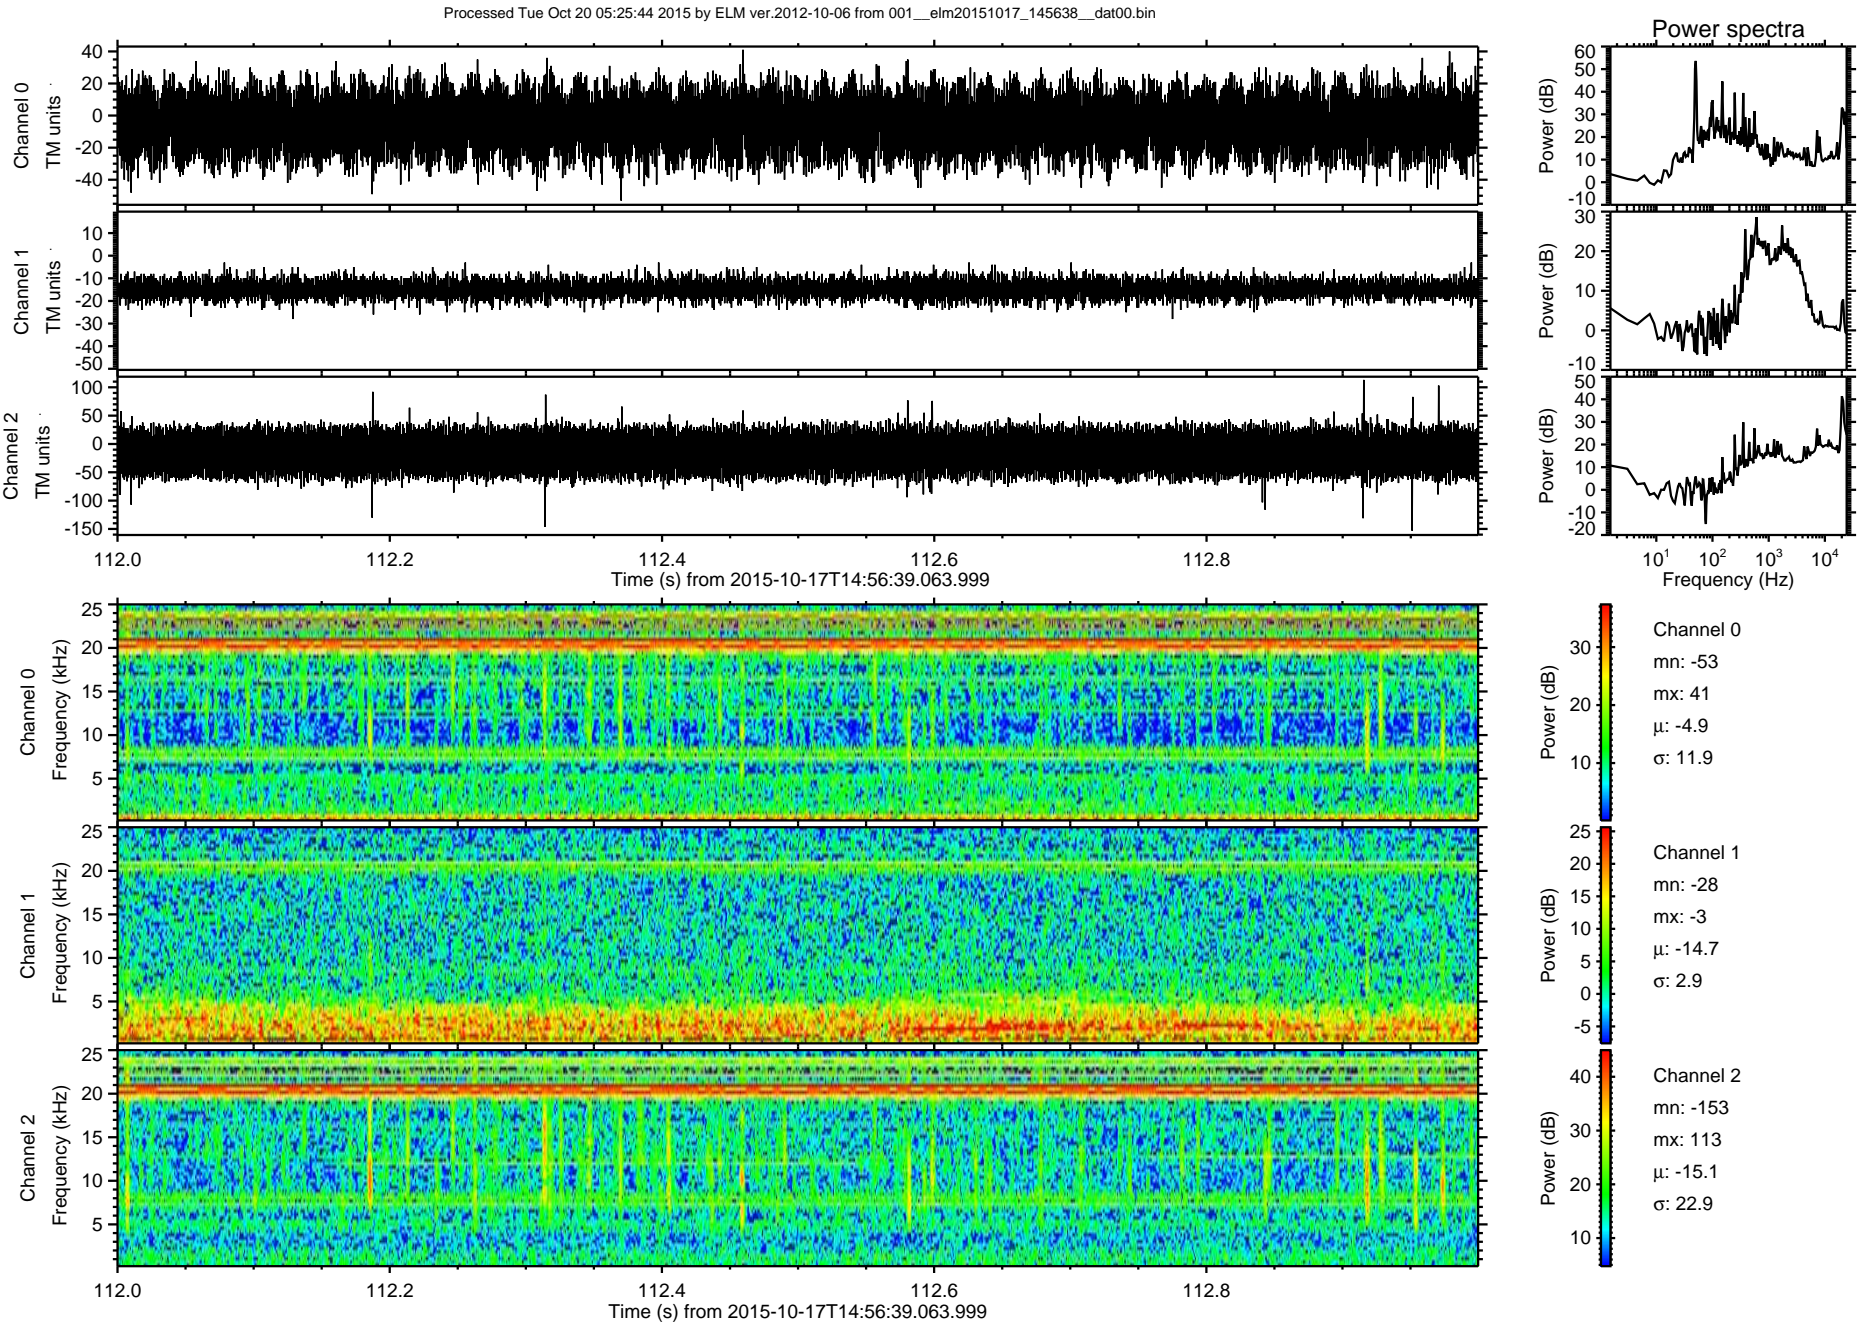 Processed Tue Oct 20 05:25:44 2015 by ELM ver.2012-10-06 from 001__elm20151017_145638__dat00.bin
Power spectra
Channel 0
TM units
40
20
0
-20
-40
Power (dB)
60
50
40
30
20
10
0
-10
Channel 1
TM units
10
0
-10
-20
-30
-40
-50
Power (dB)
30
20
10
0
-10
Channel 2
TM units
100
50
0
-50
-100
-150
Power (dB)
50
40
30
20
10
0
-10
-20
112.0 112.2 112.4 112.6 112.8
Time (s) from 2015-10-17T14:56:39.063.999
10^1 10^2 10^3 10^4
Frequency (Hz)
Channel 0
Frequency (kHz)
25
20
15
10
5
Power (dB)
30
20
10
Channel 0
mn: -53
mx: 41
μ: -4.9
σ: 11.9
Channel 1
Frequency (kHz)
25
20
15
10
5
Power (dB)
25
20
15
10
5
0
-5
Channel 1
mn: -28
mx: -3
μ: -14.7
σ: 2.9
Channel 2
Frequency (kHz)
25
20
15
10
5
Power (dB)
40
30
20
10
Channel 2
mn: -153
mx: 113
μ: -15.1
σ: 22.9
112.0 112.2 112.4 112.6 112.8
Time (s) from 2015-10-17T14:56:39.063.999